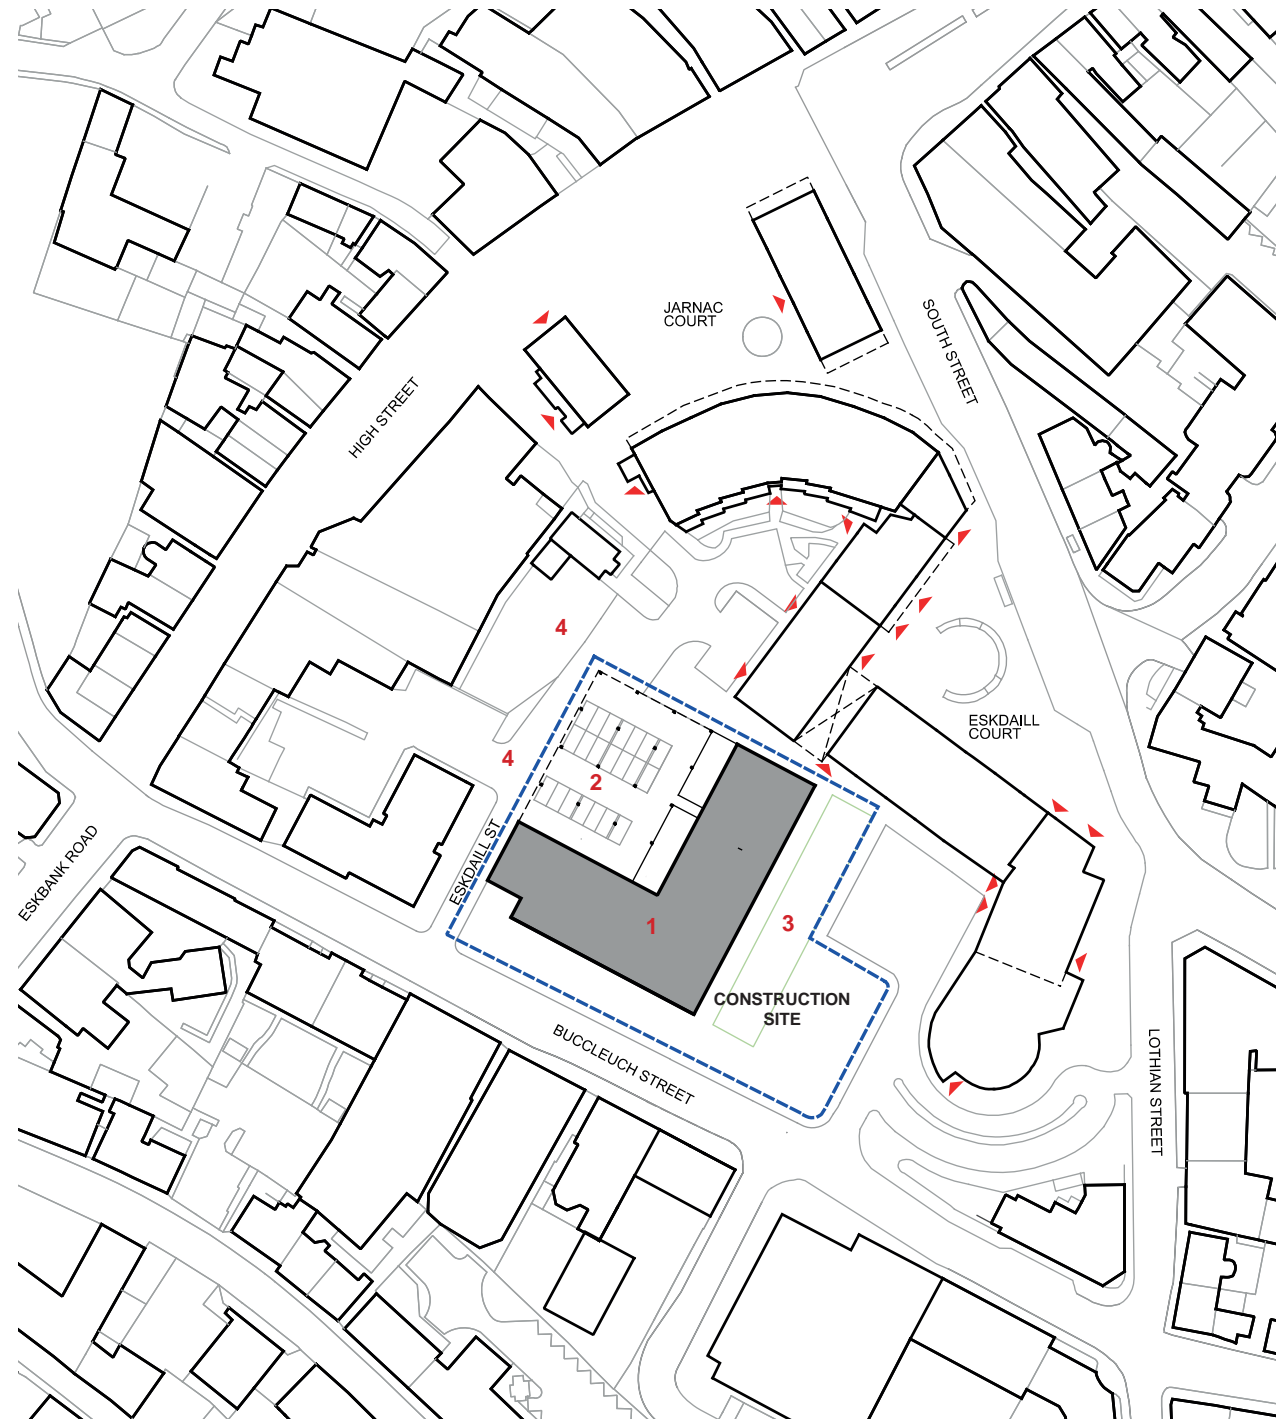 JARNAC
COURT
SOUTH STREET
HIGH STREET
4
ESKDAILL
COURT
4
2
ESKDAILL ST
ESKBANK ROAD
1
3
CONSTRUCTION
SITE
BUCCLEUCH STREET
LOTHIAN STREET